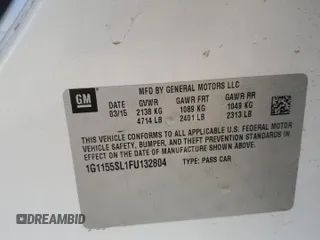 MFD BY GENERAL MOTORS LLC
GM
DATE GVWR GAWR FRT GAWR RR
03/15 2138 KG 1089 KG 1049 KG
4714 LB 2401 LB 2313 LB
THIS VEHICLE CONFORMS TO ALL APPLICABLE U.S. FEDERAL MOTOR
VEHICLE SAFETY, BUMPER, AND THEFT
PREVENTION STANDARDS IN EFFECT ON THE
DATE OF MANUFACTURE SHOWN ABOVE.
1G1155SL1FU132804 TYPE: PASS CAR
DREAMBID